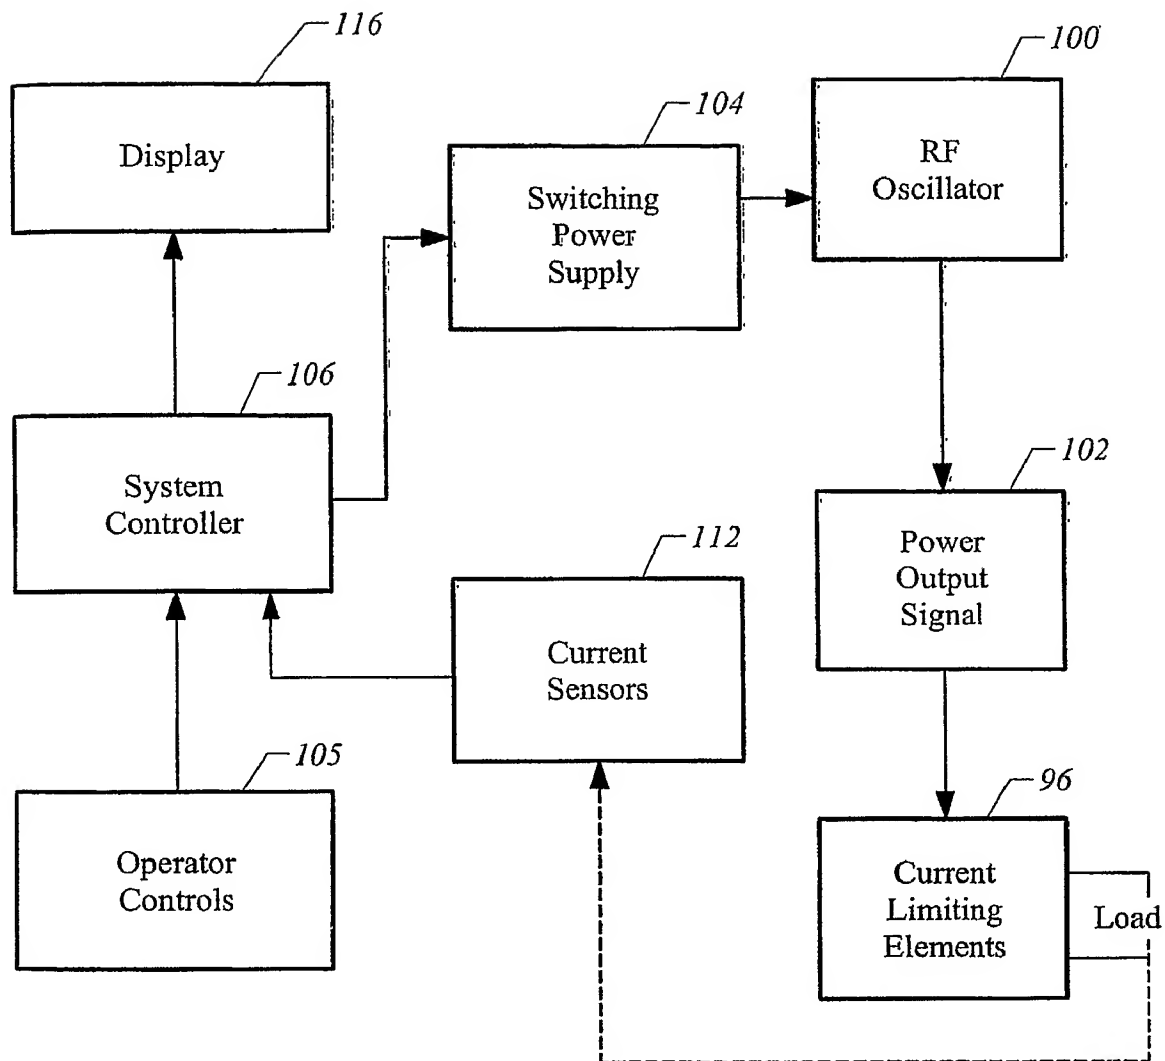 116
Display
104
Switching
Power
Supply
100
RF
Oscillator
106
System
Controller
112
Current
Sensors
102
Power
Output
Signal
105
Operator
Controls
96
Current
Limiting
Elements
Load